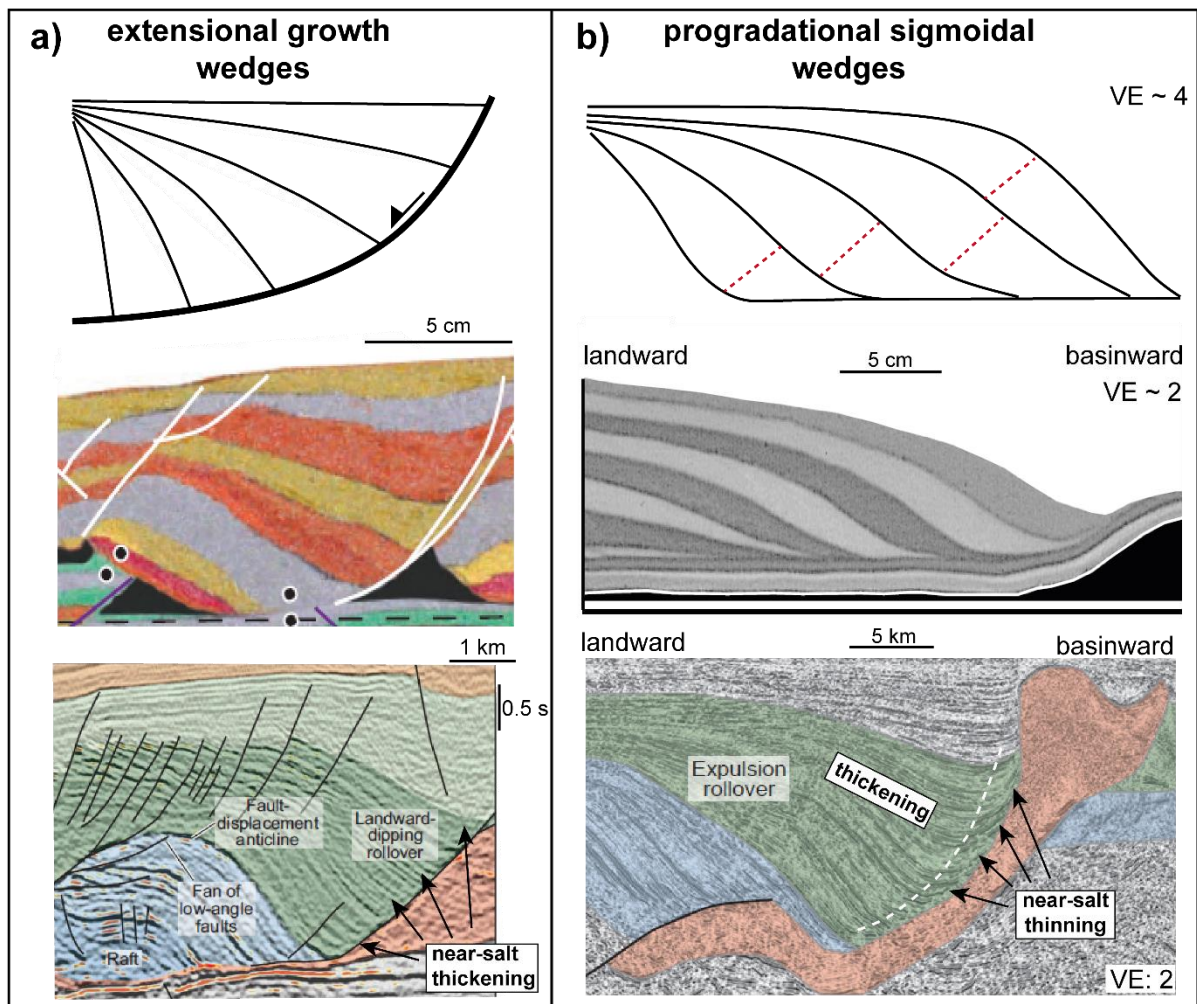 a) extensional growth
wedges
5 cm
1 km
0.5 s
Fault-
displacement
anticline
Landward-
dipping
rollover
Fan of
low-angle
faults
Raft
near-salt
thickening
b) progradational sigmoidal
wedges
VE ~ 4
landward
5 cm
basinward
VE ~ 2
landward
5 km
basinward
Expulsion
rollover
thickening
near-salt
thinning
VE: 2